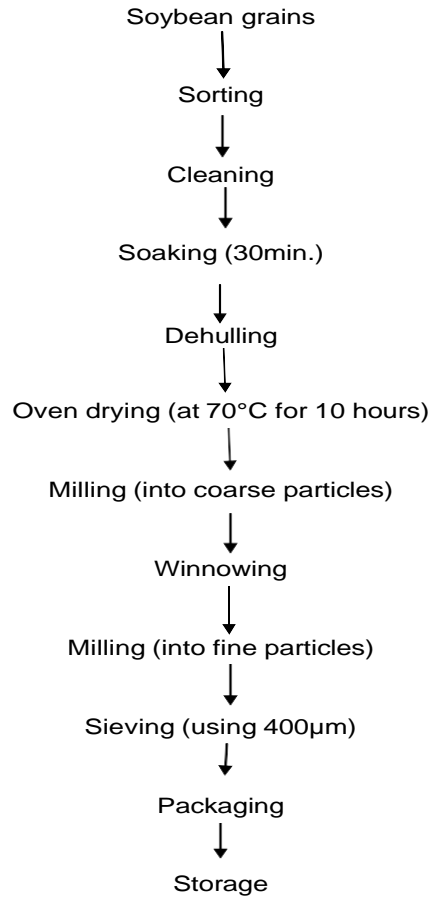 Soybean grains
Sorting
Cleaning
Soaking (30min.)
Dehulling
Oven drying (at 70°C for 10 hours)
Milling (into coarse particles)
Winnowing
Milling (into fine particles)
Sieving (using 400µm)
Packaging
Storage